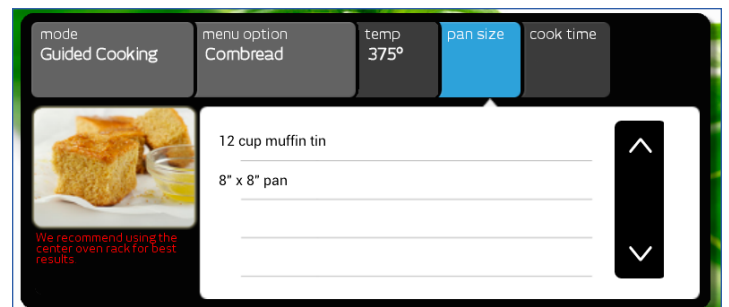 mode
Guided Cooking
menu option
Cornbread
temp
375°
pan size
cook time
12 cup muffin tin
8" x 8" pan
We recommend using the
center oven rack for best
results